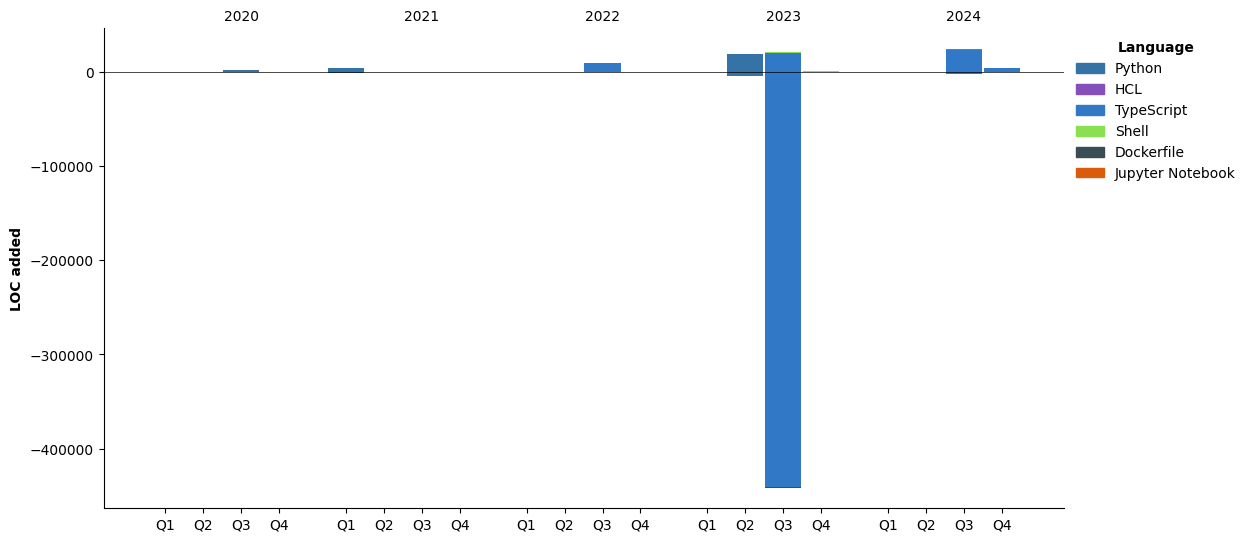 2020 2021 2022 2023 2024
Language
Python
HCL
TypeScript
Shell
Dockerfile
Jupyter Notebook
LOC added
0
−100000
−200000
−300000
−400000
Q1 Q2 Q3 Q4 Q1 Q2 Q3 Q4 Q1 Q2 Q3 Q4 Q1 Q2 Q3 Q4 Q1 Q2 Q3 Q4